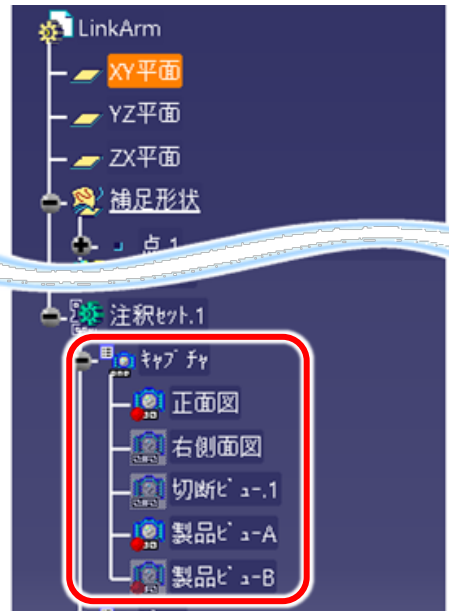 LinkArm
XY平面
YZ平面
ZX平面
補足形状
点.1
注釈ｾｯﾄ.1
ｷｬﾌﾟﾁｬ
正面図
右側面図
切断ﾋﾞｭｰ.1
製品ﾋﾞｭｰA
製品ﾋﾞｭｰB